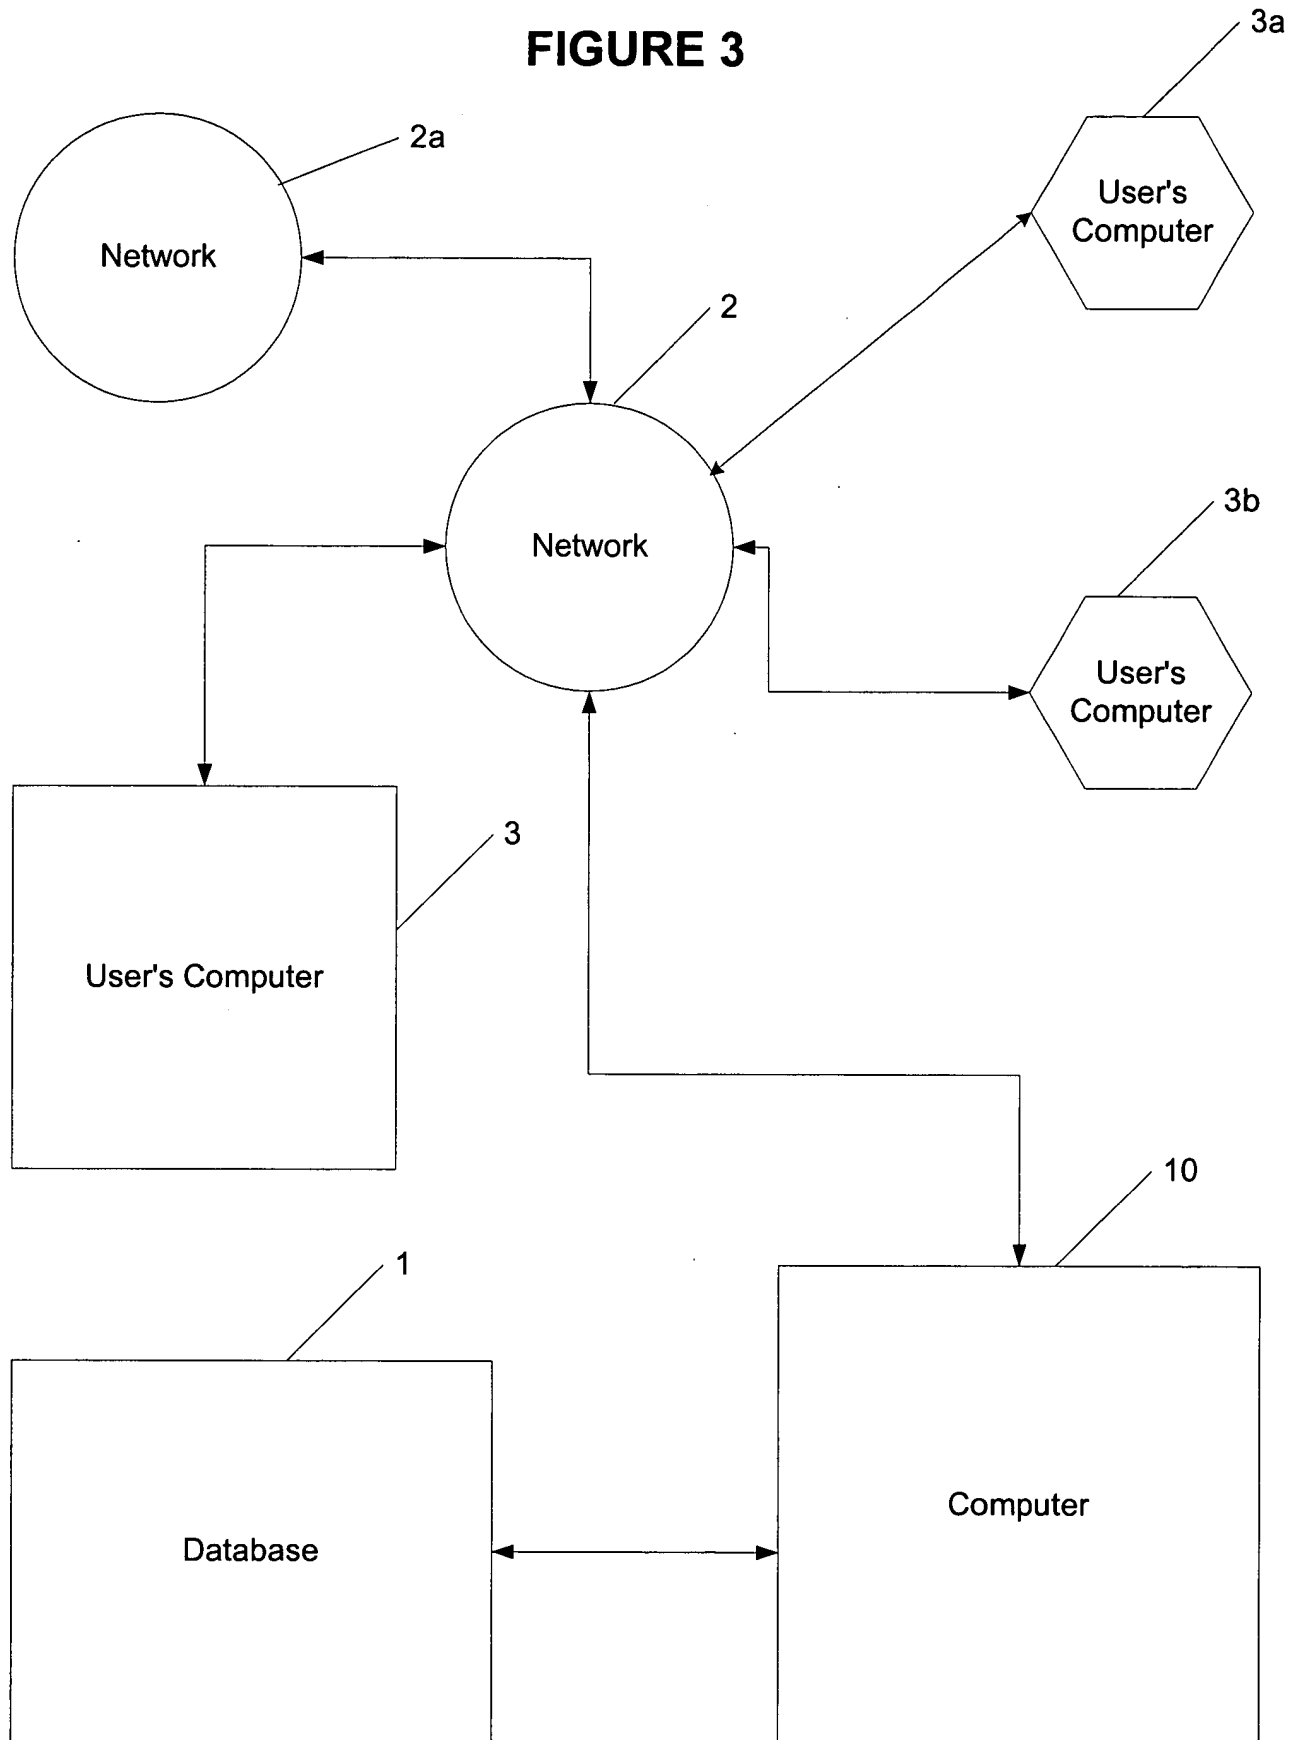 FIGURE 3
3a
2a
User's
Computer
Network
2
3b
Network
User's
Computer
3
User's Computer
10
1
Computer
Database